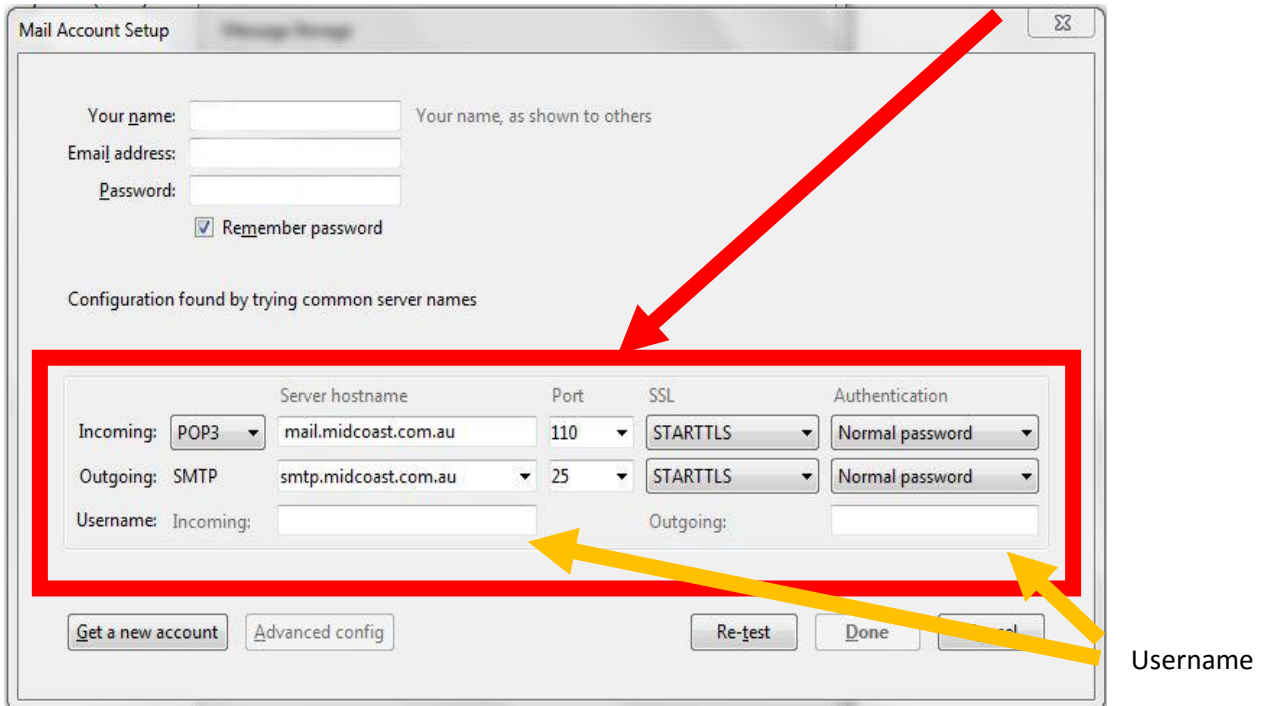 Mail Account Setup
Your name:
Your name, as shown to others
Email address:
Password:
Remember password
Configuration found by trying common server names
Server hostname Port SSL Authentication
Incoming: POP3 mail.midcoast.com.au 110 STARTTLS Normal password
Outgoing: SMTP smtp.midcoast.com.au 25 STARTTLS Normal password
Username: Incoming: Outgoing:
Get a new account Advanced config Re-test Done
Username